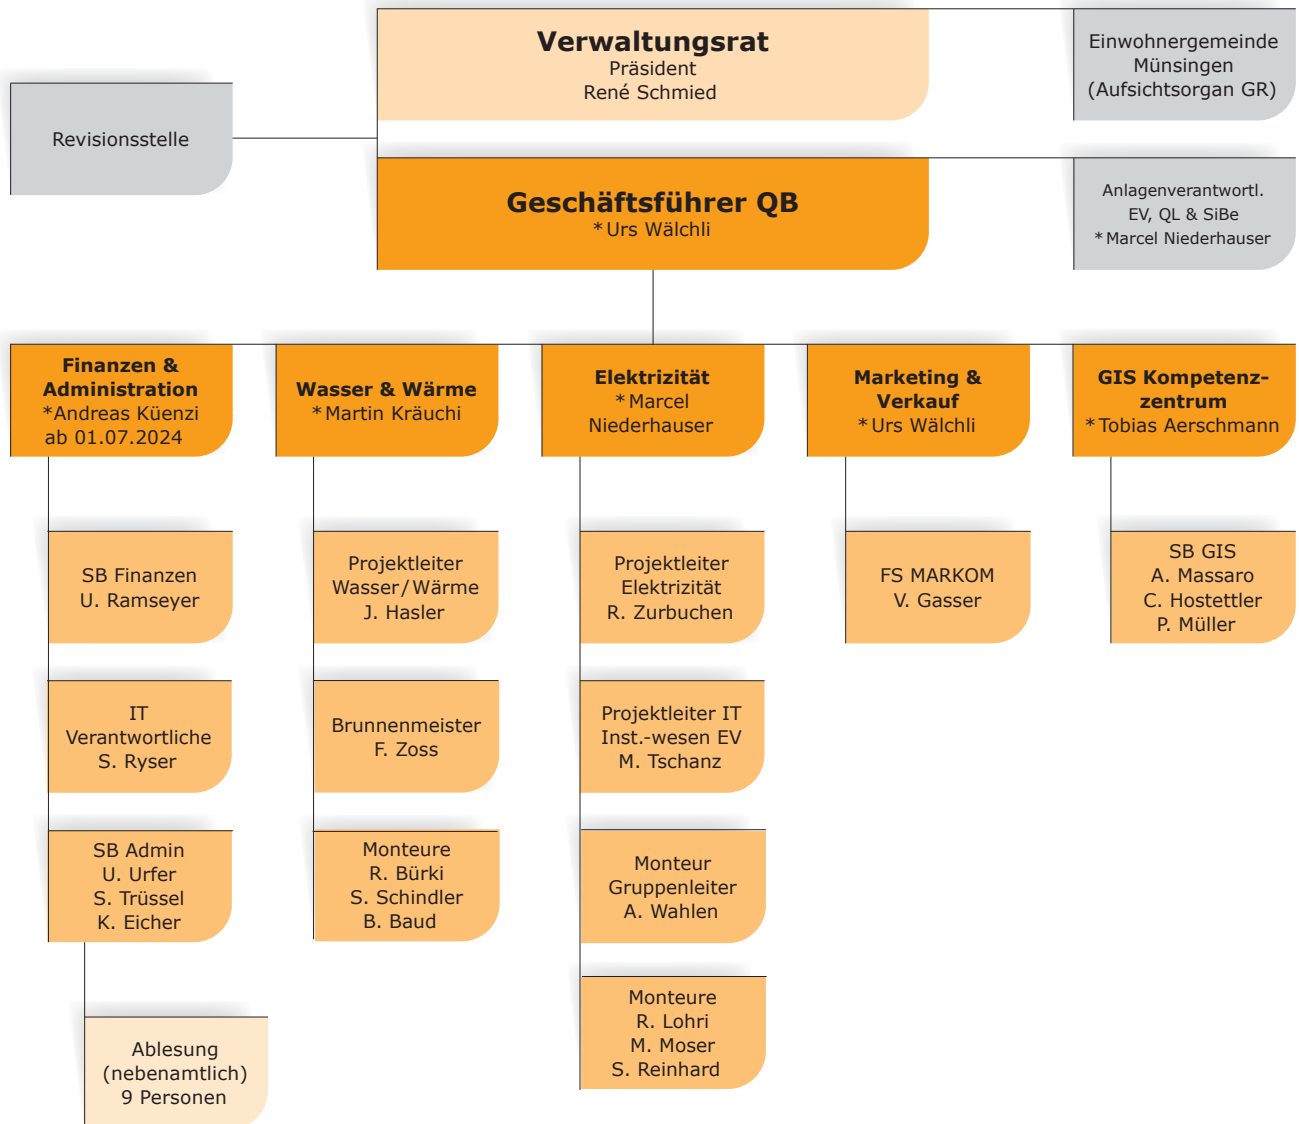 Verwaltungsrat
Präsident
René Schmied
Einwohnergemeinde
Münsingen
(Aufsichtsorgan GR)
Revisionsstelle
Geschäftsführer QB
*Urs Wälchli
Anlagenverantwortl.
EV, QL & SiBe
*Marcel Niederhauser
Finanzen &
Administration
*Andreas Küenzi
ab 01.07.2024
Wasser & Wärme
*Martin Kräuchi
Elektrizität
*Marcel
Niederhauser
Marketing &
Verkauf
*Urs Wälchli
GIS Kompetenz-
zentrum
*Tobias Aerschmann
SB Finanzen
U. Ramseyer
Projektleiter
Wasser/Wärme
J. Hasler
Projektleiter
Elektrizität
R. Zurbuchen
FS MARKOM
V. Gasser
SB GIS
A. Massaro
C. Hostettler
P. Müller
IT
Verantwortliche
S. Ryser
Brunnenmeister
F. Zoss
Projektleiter IT
Inst.-wesen EV
M. Tschanz
SB Admin
U. Urfer
S. Trüssel
K. Eicher
Monteure
R. Bürki
S. Schindler
B. Baud
Monteur
Gruppenleiter
A. Wahlen
Ablesung
(nebenamtlich)
9 Personen
Monteure
R. Lohri
M. Moser
S. Reinhard